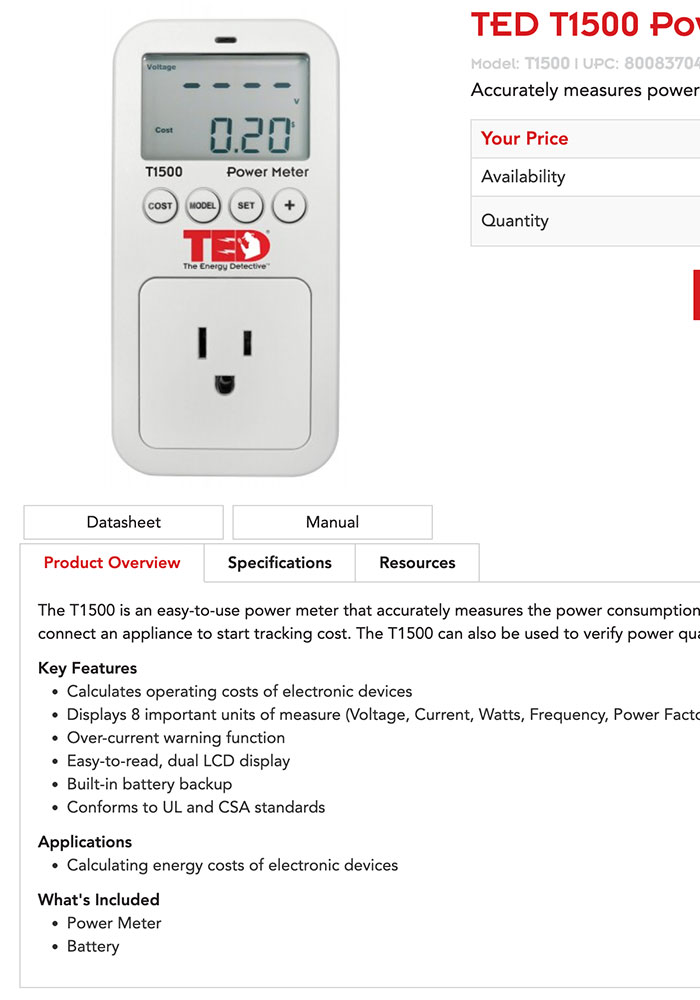 TED T1500 Pow
Model: T1500 | UPC: 80083704
Accurately measures power
Your Price
Availability
Quantity
Voltage
- - - -
V
Cost
0.20
$
T1500 Power Meter
COST MODEL SET +
TED®
The Energy Detective™
Datasheet Manual
Product Overview Specifications Resources
The T1500 is an easy-to-use power meter that accurately measures the power consumption
connect an appliance to start tracking cost. The T1500 can also be used to verify power qua
Key Features
• Calculates operating costs of electronic devices
• Displays 8 important units of measure (Voltage, Current, Watts, Frequency, Power Facto
• Over-current warning function
• Easy-to-read, dual LCD display
• Built-in battery backup
• Conforms to UL and CSA standards
Applications
• Calculating energy costs of electronic devices
What's Included
• Power Meter
• Battery